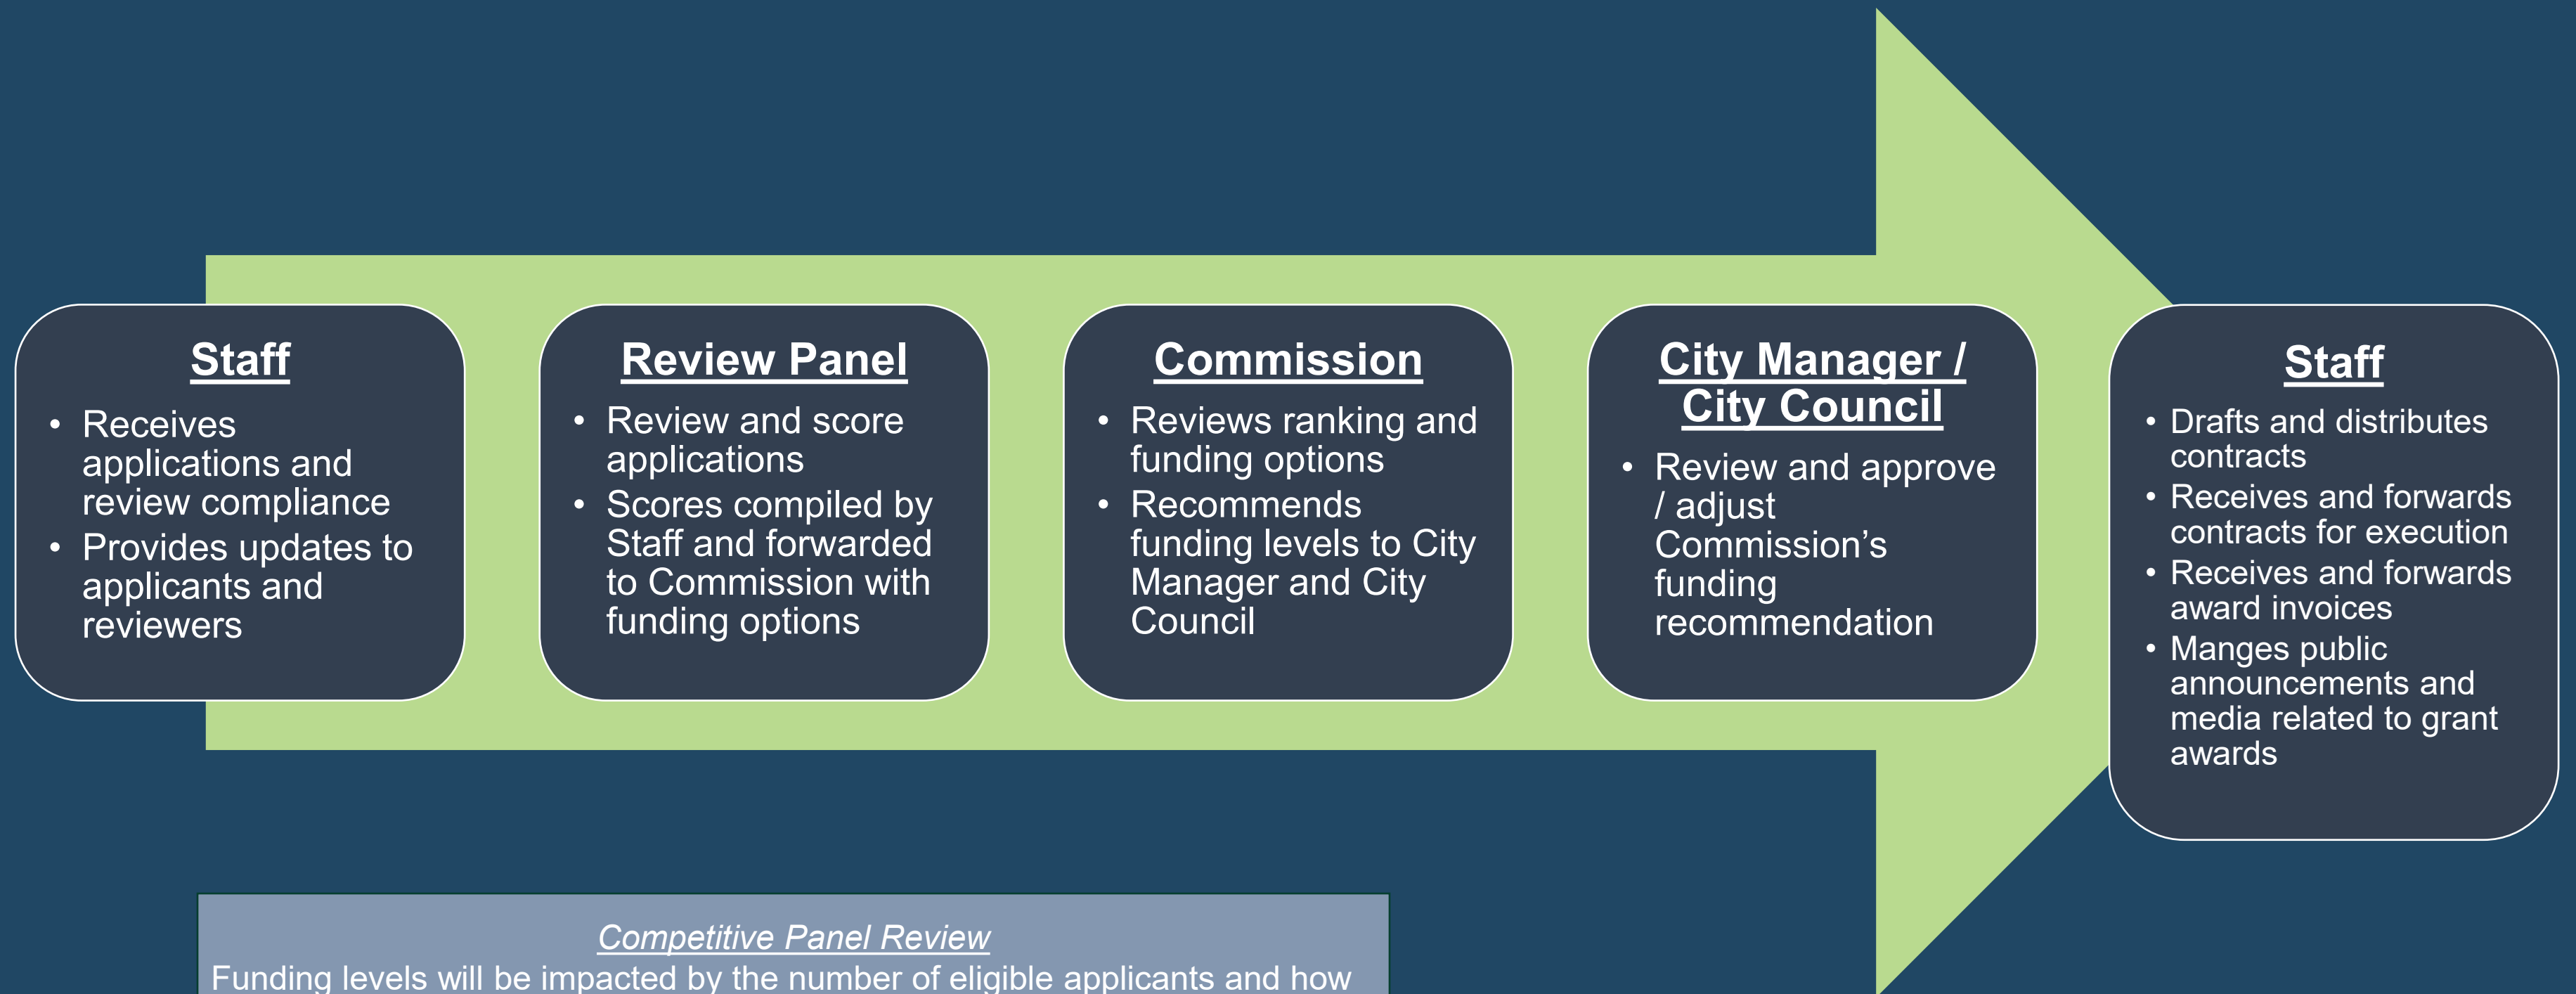 Staff
• Receives
applications and
review compliance
• Provides updates to
applicants and
reviewers
Review Panel
• Review and score
applications
• Scores compiled by
Staff and forwarded
to Commission with
funding options
Commission
• Reviews ranking and
funding options
• Recommends
funding levels to City
Manager and City
Council
City Manager /
City Council
• Review and approve
/ adjust
Commission’s
funding
recommendation
Staff
• Drafts and distributes
contracts
• Receives and forwards
contracts for execution
• Receives and forwards
award invoices
• Manges public
announcements and
media related to grant
awards
Competitive Panel Review
Funding levels will be impacted by the number of eligible applicants and how